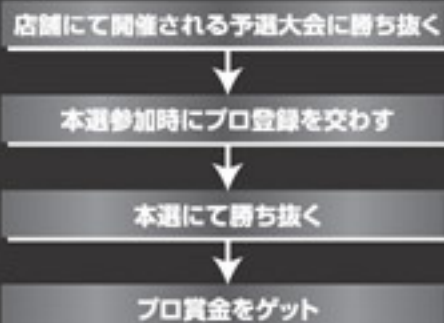 店舗にて開催される予選大会に勝ち抜く
本選参加時にプロ登録を交わす
本選にて勝ち抜く
プロ賞金をゲット